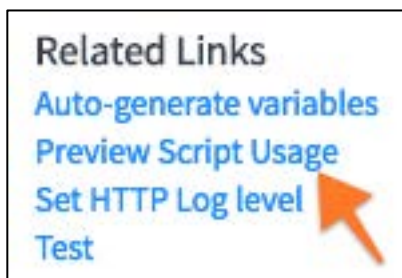 Related Links
Auto-generate variables
Preview Script Usage
Set HTTP Log level
Test